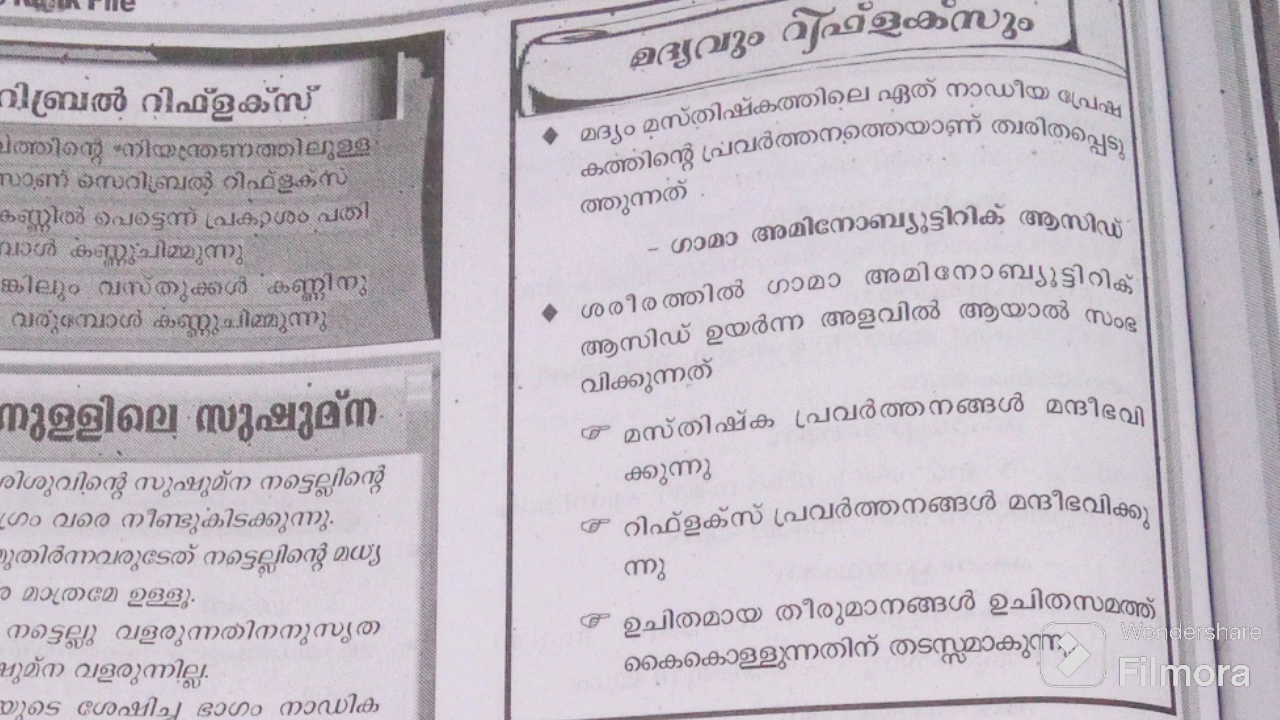 File
റിബ്രൽ റിഫ്ളക്സ്
നിയന്ത്രണത്തിലുള്ള
സെറിബ്രൽ റിഫ്ളക്സ്
കണ്ണിൽ പെട്ടെന്ന് പ്രകാശം പതി
കണ്ണുചിമ്മുന്നു
വസ്തുക്കൾ കണ്ണിനു
വരുമ്പോൾ കണ്ണുചിമ്മുന്നു
നുള്ളിലെ സുഷുമ്ന
സുഷുമ്ന നട്ടെല്ലിന്റെ
വരെ നീണ്ടുകിടക്കുന്നു.
മുതിർന്നവരുടേത് നട്ടെല്ലിന്റെ മധ്യ
മാത്രമേ ഉള്ളൂ.
നട്ടെല്ലു വളരുന്നതിനനുസൃത
വളരുന്നില്ല.
ശേഷിച്ച ഭാഗം നാഡിക
മദ്യവും റിഫ്ളക്സും
◆ മദ്യം മസ്തിഷ്കത്തിലെ ഏത് നാഡീയ പ്രേഷ
കത്തിന്റെ പ്രവർത്തനത്തെയാണ് ത്വരിതപ്പെടു
ത്തുന്നത്
- ഗാമാ അമിനോബ്യൂട്ടിറിക് ആസിഡ്
◆ ശരീരത്തിൽ ഗാമാ അമിനോബ്യൂട്ടിറിക്
ആസിഡ് ഉയർന്ന അളവിൽ ആയാൽ സംഭ
വിക്കുന്നത്
☞ മസ്തിഷ്ക പ്രവർത്തനങ്ങൾ മന്ദീഭവി
ക്കുന്നു
☞ റിഫ്ളക്സ് പ്രവർത്തനങ്ങൾ മന്ദീഭവിക്കു
ന്നു
☞ ഉചിതമായ തീരുമാനങ്ങൾ ഉചിതസമത്ത്
കൈകൊള്ളുന്നതിന് തടസ്സമാകുന്നു.
Wondershare
Filmora